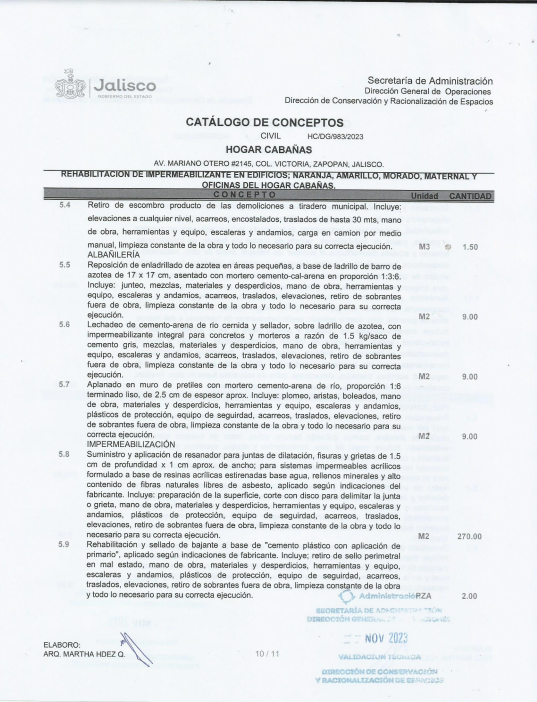 Jalisco
GOBIERNO DEL ESTADO
Secretaría de Administración
Dirección General de Operaciones
Dirección de Conservación y Racionalización de Espacios
CATÁLOGO DE CONCEPTOS
CIVIL HC/DG/983/2023
HOGAR CABAÑAS
AV. MARIANO OTERO #2145, COL. VICTORIA, ZAPOPAN, JALISCO.
REHABILITACION DE IMPERMEABILIZANTE EN EDIFICIOS; NARANJA, AMARILLO, MORADO, MATERNAL Y
OFICINAS DEL HOGAR CABAÑAS.
CONCEPTO Unidad CANTIDAD
5.4 Retiro de escombro producto de las demoliciones a tiradero municipal. Incluye:
elevaciones a cualquier nivel, acarreos, encostalados, traslados de hasta 30 mts, mano
de obra, herramientas y equipo, escaleras y andamios, carga en camion por medio
manual, limpieza constante de la obra y todo lo necesario para su correcta ejecución. M3 1.50
ALBAÑILERÍA
5.5 Reposición de enladrillado de azotea en áreas pequeñas, a base de ladrillo de barro de
azotea de 17 x 17 cm, asentado con mortero cemento-cal-arena en proporción 1:3:6.
Incluye: junteo, mezclas, materiales y desperdicios, mano de obra, herramientas y
equipo, escaleras y andamios, acarreos, traslados, elevaciones, retiro de sobrantes
fuera de obra, limpieza constante de la obra y todo lo necesario para su correcta
ejecución. M2 9.00
5.6 Lechadeo de cemento-arena de rio cernida y sellador, sobre ladrillo de azotea, con
impermeabilizante integral para concretos y morteros a razón de 1.5 kg/saco de
cemento gris, mezclas, materiales y desperdicios, mano de obra, herramientas y
equipo, escaleras y andamios, acarreos, traslados, elevaciones, retiro de sobrantes
fuera de obra, limpieza constante de la obra y todo lo necesario para su correcta
ejecución. M2 9.00
5.7 Aplanado en muro de pretiles con mortero cemento-arena de río, proporción 1:6
terminado liso, de 2.5 cm de espesor aprox. Incluye: plomeo, aristas, boleados, mano
de obra, materiales y desperdicios, herramientas y equipo, escaleras y andamios,
plásticos de protección, equipo de seguirdad, acarreos, traslados, elevaciones, retiro
de sobrantes fuera de obra, limpieza constante de la obra y todo lo necesario para su
correcta ejecución. M2 9.00
IMPERMEABILIZACIÓN
5.8 Suministro y aplicación de resanador para juntas de dilatación, fisuras y grietas de 1.5
cm de profundidad x 1 cm aprox. de ancho; para sistemas impermeables acrílicos
formulado a base de resinas acrílicas estirenadas base agua, rellenos minerales y alto
contenido de fibras naturales libres de asbesto, aplicado según indicaciones del
fabricante. Incluye: preparación de la superficie, corte con disco para delimitar la junta
o grieta, mano de obra, materiales y desperdicios, herramientas y equipo, escaleras y
andamios, plásticos de protección, equipo de seguridad, acarreos, traslados,
elevaciones, retiro de sobrantes fuera de obra, limpieza constante de la obra y todo lo
necesario para su correcta ejecución. M2 270.00
5.9 Rehabilitación y sellado de bajante a base de "cemento plástico con aplicación de
primario", aplicado según indicaciones de fabricante. Incluye; retiro de sello perimetral
en mal estado, mano de obra, materiales y desperdicios, herramientas y equipo,
escaleras y andamios, plásticos de protección, equipo de seguridad, acarreos,
traslados, elevaciones, retiro de sobrantes fuera de obra, limpieza constante de la obra
y todo lo necesario para su correcta ejecución. PZA 2.00
Administración
SECRETARÍA DE ADMINISTRACIÓN
DIRECCIÓN GENERAL DE OPERACIONES
NOV 2023
VALIDACIÓN TÉCNICA
DIRECCIÓN DE CONSERVACIÓN
Y RACIONALIZACIÓN DE ESPACIOS
ELABORO:
ARQ. MARTHA HDEZ Q.
10 / 11